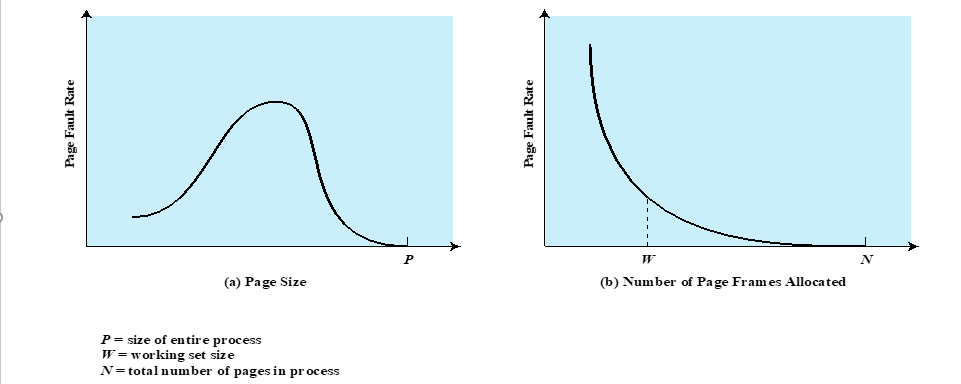 Page Fault Rate
P
(a) Page Size
Page Fault Rate
W
N
(b) Number of Page Frames Allocated
P = size of entire process
W = working set size
N = total number of pages in process